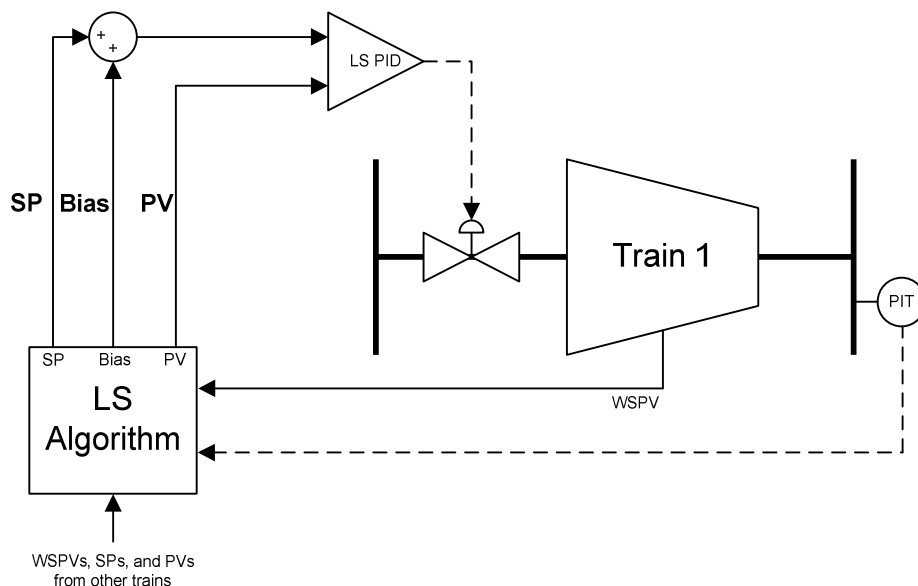 +
+
LS PID
SP
Bias
PV
Train 1
PIT
SP
Bias
PV
LS
Algorithm
WSPV
WSPVs, SPs, and PVs
from other trains